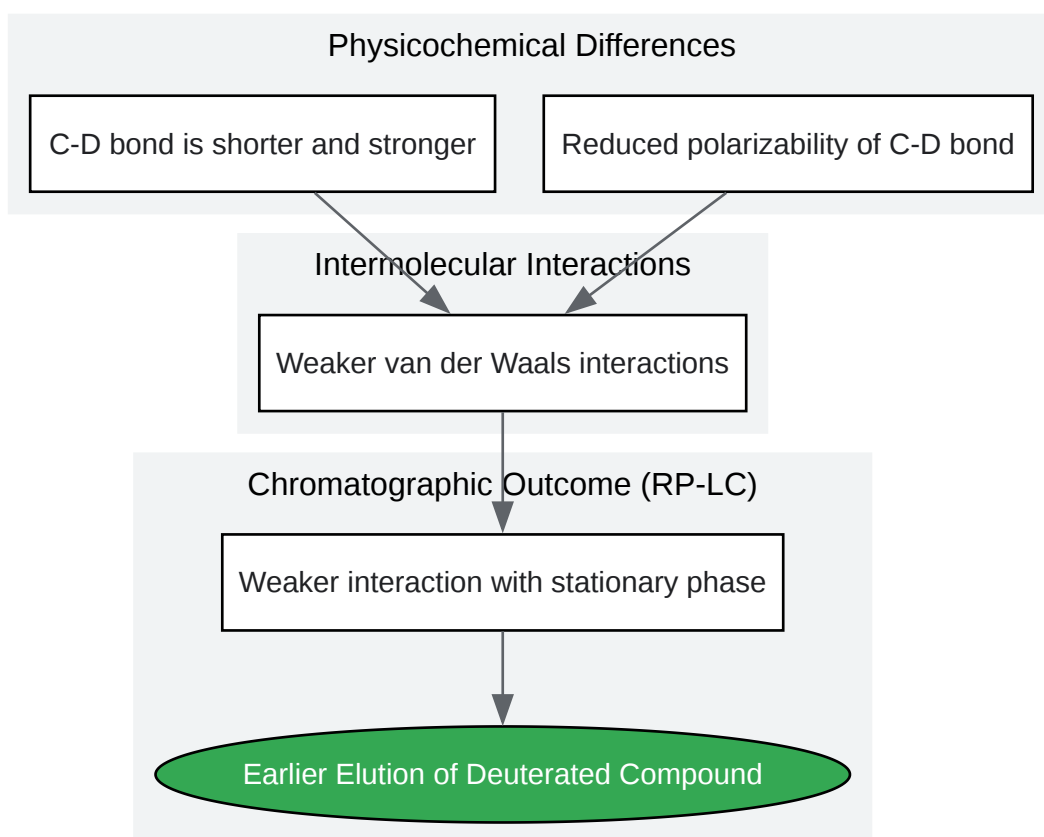 Physicochemical Differences
C-D bond is shorter and stronger
Reduced polarizability of C-D bond
Intermolecular Interactions
Weaker van der Waals interactions
Chromatographic Outcome (RP-LC)
Weaker interaction with stationary phase
Earlier Elution of Deuterated Compound